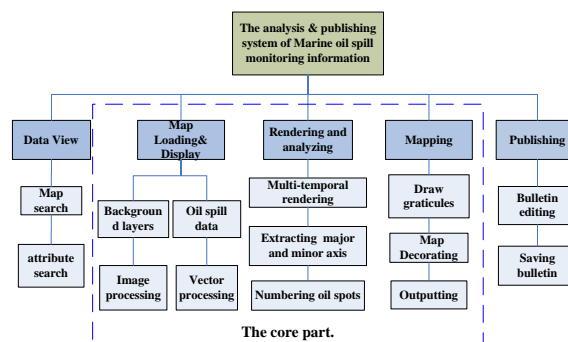 The analysis & publishing
system of Marine oil spill
monitoring information
Data View
Map
Loading&
Display
Rendering and
analyzing
Mapping
Publishing
Map
search
attribute
search
Backgroun
d layers
Image
processing
Oil spill
data
Vector
processing
Multi-temporal
rendering
Extracting major
and minor axis
Numbering oil spots
Draw
graticules
Map
Decorating
Outputting
Bulletin
editing
Saving
bulletin
The core part.